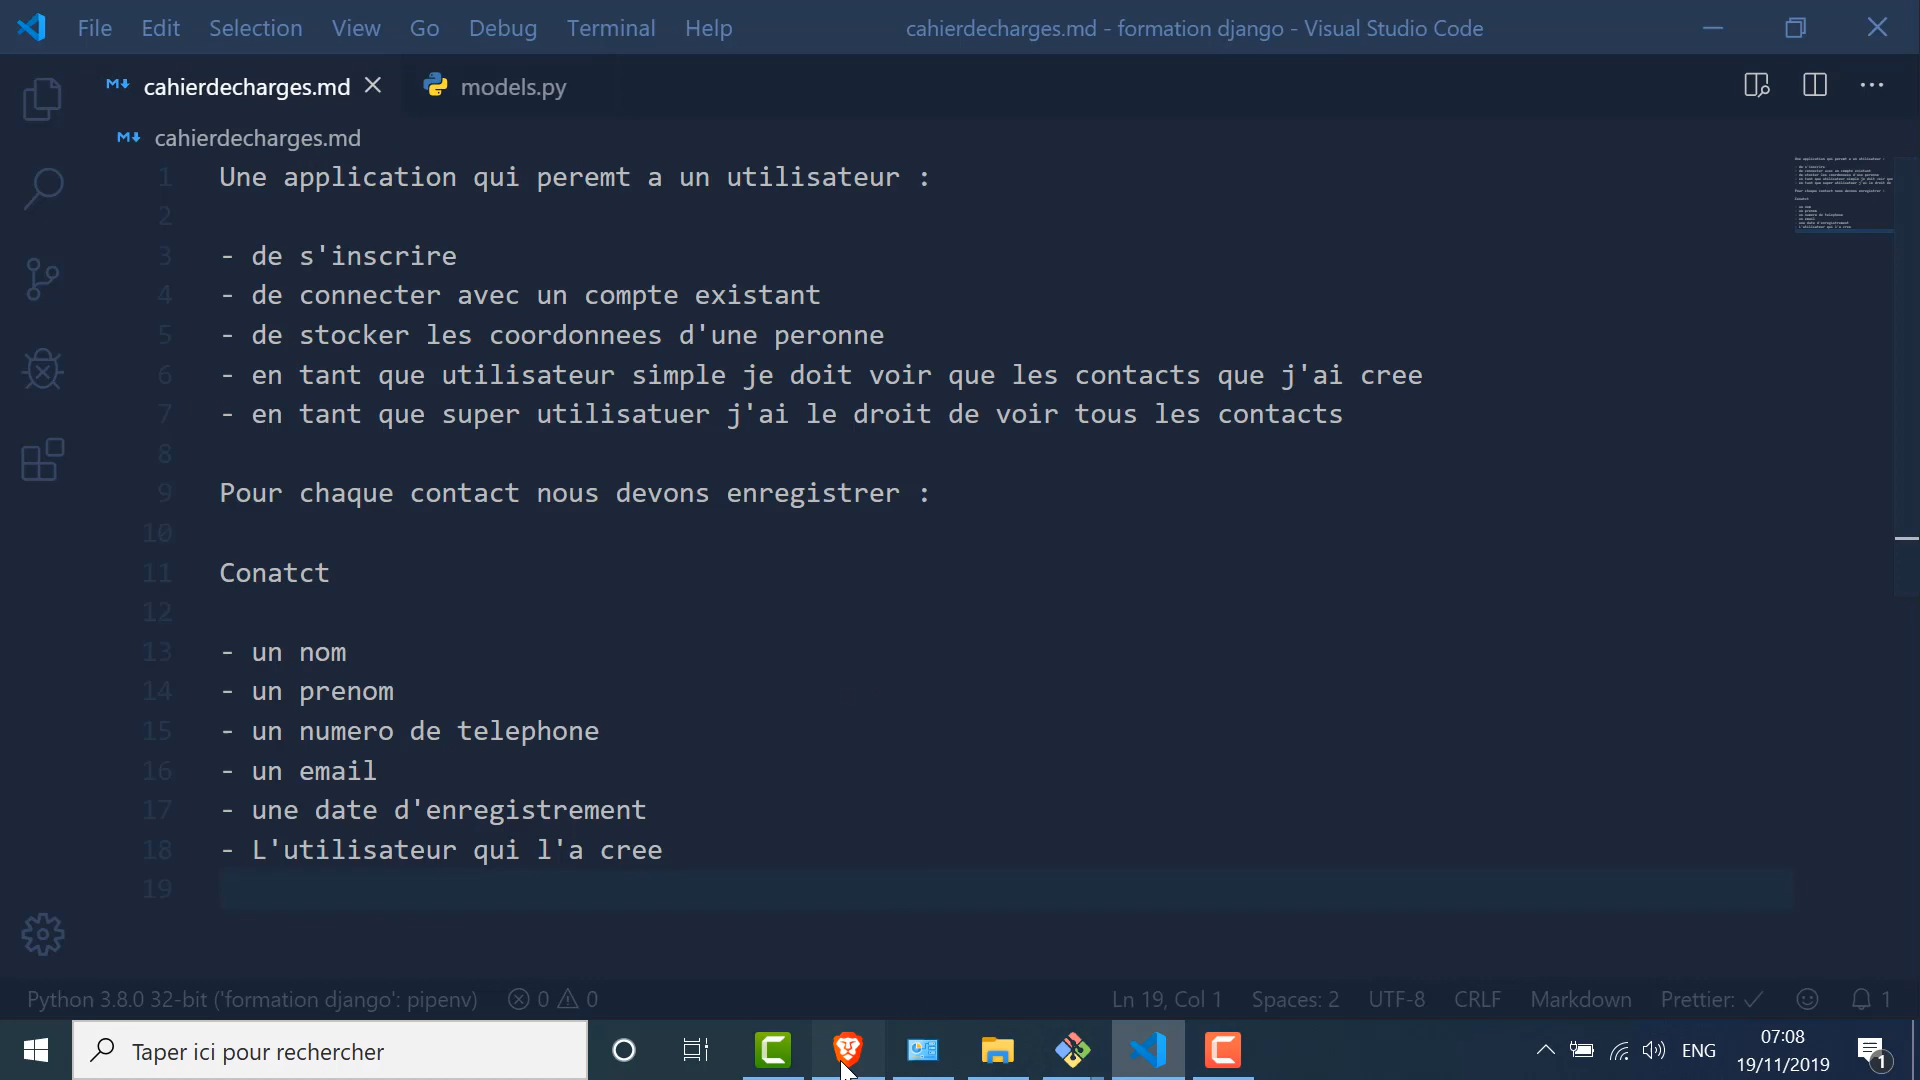 File Edit Selection View Go Debug Terminal Help cahierdecharges.md - formation django - Visual Studio Code
cahierdecharges.md models.py
cahierdecharges.md
1 Une application qui peremt a un utilisateur :
2
3 - de s'inscrire
4 - de connecter avec un compte existant
5 - de stocker les coordonnees d'une peronne
6 - en tant que utilisateur simple je doit voir que les contacts que j'ai cree
7 - en tant que super utilisatuer j'ai le droit de voir tous les contacts
8
9 Pour chaque contact nous devons enregistrer :
10
11 Conatct
12
13 - un nom
14 - un prenom
15 - un numero de telephone
16 - un email
17 - une date d'enregistrement
18 - L'utilisateur qui l'a cree
19
Python 3.8.0 32-bit ('formation django': pipenv) 0 0 Ln 19, Col 1 Spaces: 2 UTF-8 CRLF Markdown Prettier: ✓ 1
Taper ici pour rechercher ENG 07:08
19/11/2019 1